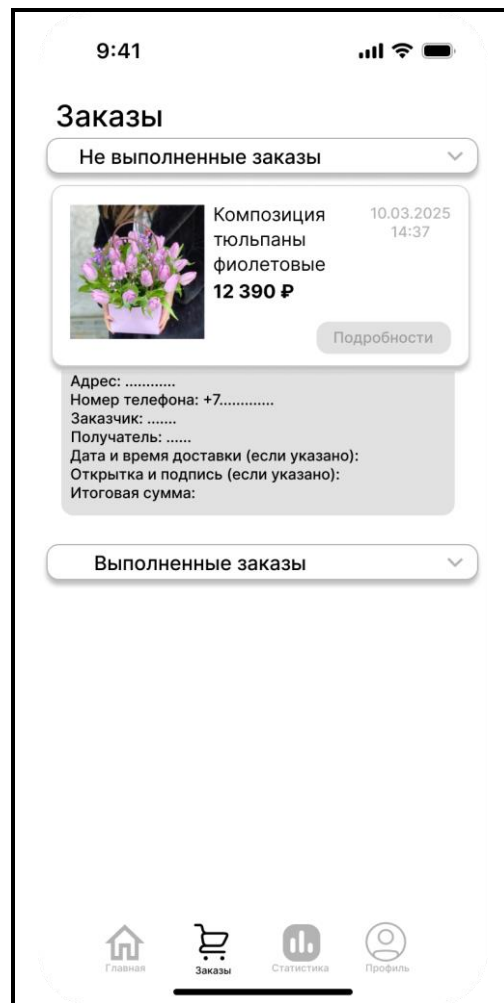 9:41
Заказы
Не выполненные заказы
Композиция
тюльпаны
фиолетовые
12 390 ₽
10.03.2025
14:37
Подробности
Адрес: ............
Номер телефона: +7.............
Заказчик: .......
Получатель: ......
Дата и время доставки (если указано):
Открытка и подпись (если указано):
Итоговая сумма:
Выполненные заказы
Главная
Заказы
Статистика
Профиль